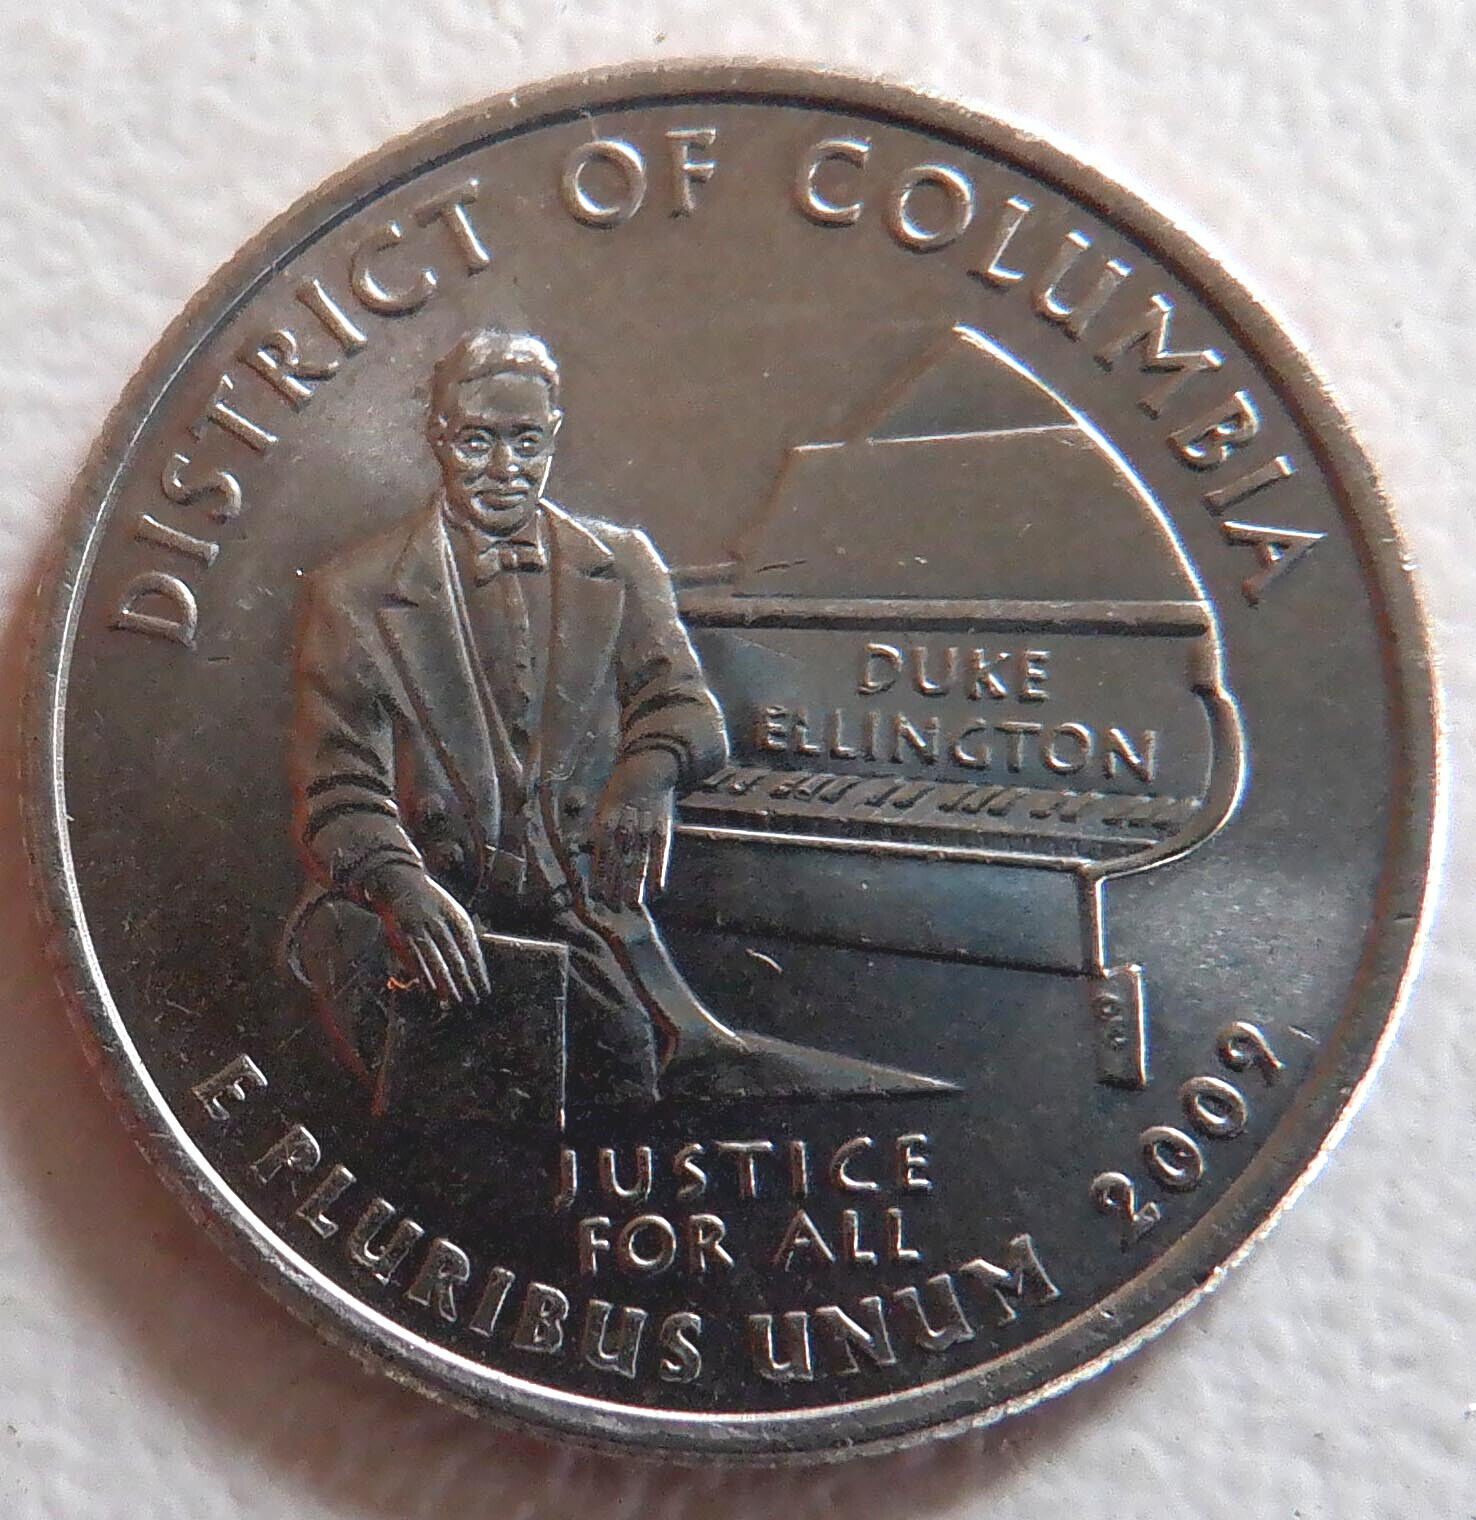 DISTRICT OF COLUMBIA
DUKE
ELLINGTON
JUSTICE
FOR ALL
E PLURIBUS UNUM
2009